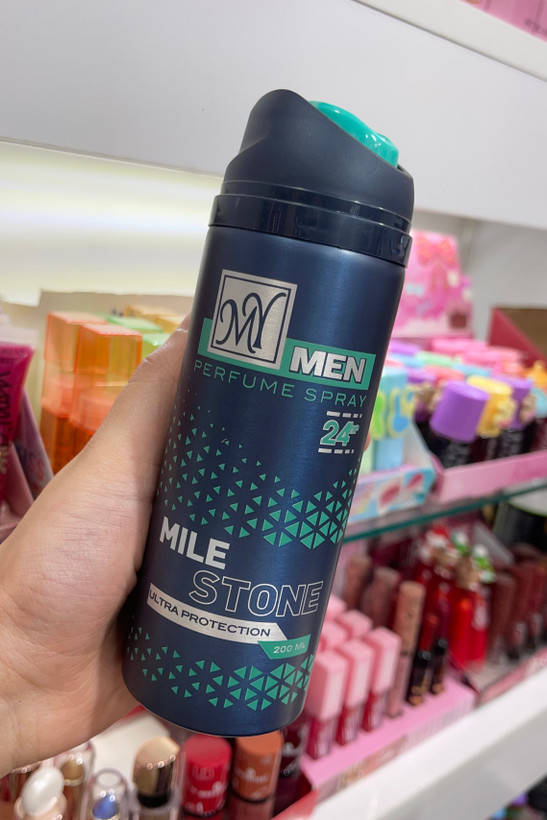 MY
MEN
PERFUME SPRAY
24
MILE
STONE
ULTRA PROTECTION
200 ML